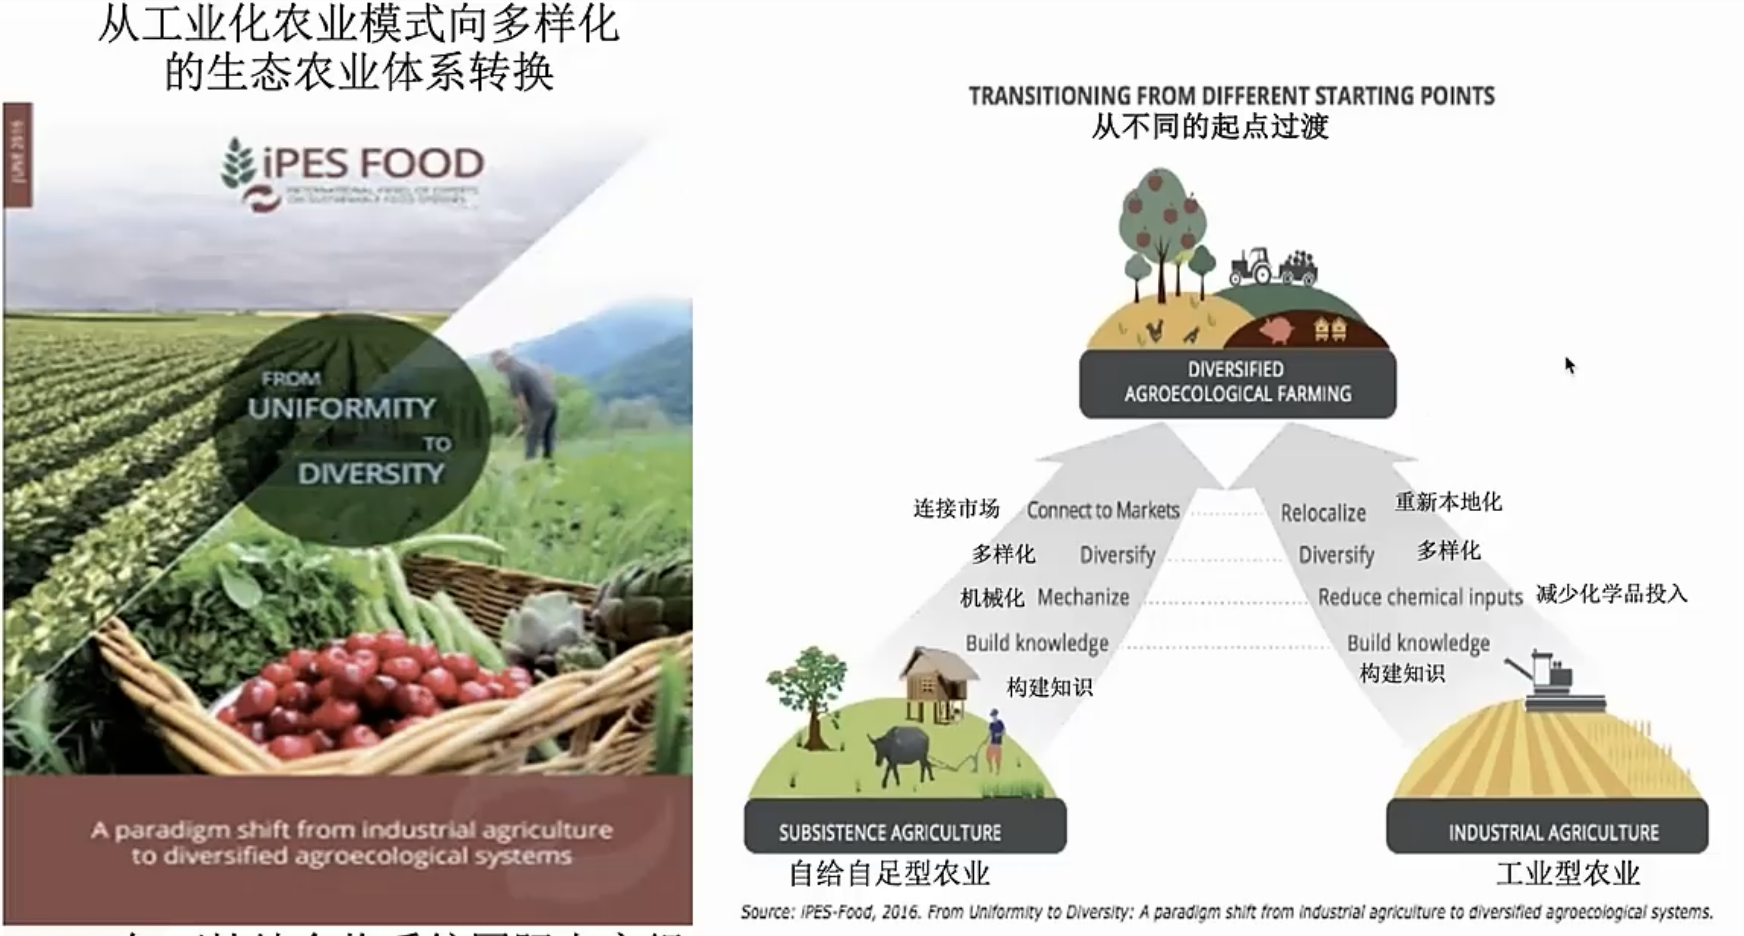 从工业化农业模式向多样化
的生态农业体系转换
JUNE 2016
iPES FOOD
INTERNATIONAL PANEL OF EXPERTS
ON SUSTAINABLE FOOD SYSTEMS
FROM
UNIFORMITY
TO
DIVERSITY
A paradigm shift from industrial agriculture
to diversified agroecological systems
TRANSITIONING FROM DIFFERENT STARTING POINTS
从不同的起点过渡
DIVERSIFIED
AGROECOLOGICAL FARMING
连接市场 Connect to Markets Relocalize 重新本地化
多样化 Diversify Diversify 多样化
机械化 Mechanize Reduce chemical inputs 减少化学品投入
Build knowledge Build knowledge
构建知识 构建知识
SUBSISTENCE AGRICULTURE INDUSTRIAL AGRICULTURE
自给自足型农业 工业型农业
Source: iPES-Food, 2016. From Uniformity to Diversity: A paradigm shift from industrial agriculture to diversified agroecological systems.